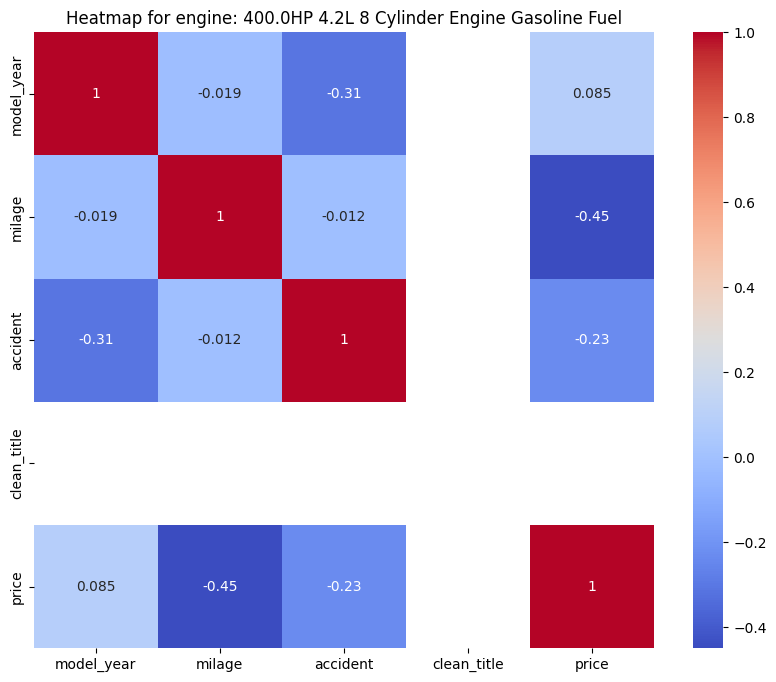 Heatmap for engine: 400.0HP 4.2L 8 Cylinder Engine Gasoline Fuel
model_year 1 -0.019 -0.31 0.085
milage -0.019 1 -0.012 -0.45
accident -0.31 -0.012 1 -0.23
clean_title
price 0.085 -0.45 -0.23 1
model_year milage accident clean_title price
1.0
0.8
0.6
0.4
0.2
0.0
−0.2
−0.4